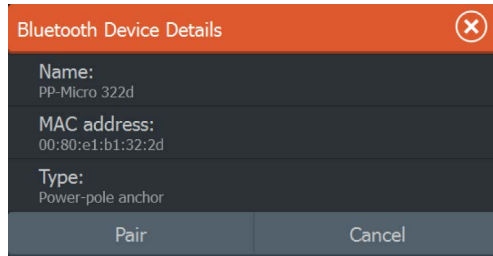 Bluetooth Device Details
Name:
PP-Micro 322d
MAC address:
00:80:e1:b1:32:2d
Type:
Power-pole anchor
Pair Cancel